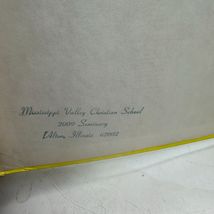 Mississippi Valley Christian School
2009 Seminary
Alton, Illinois 62002